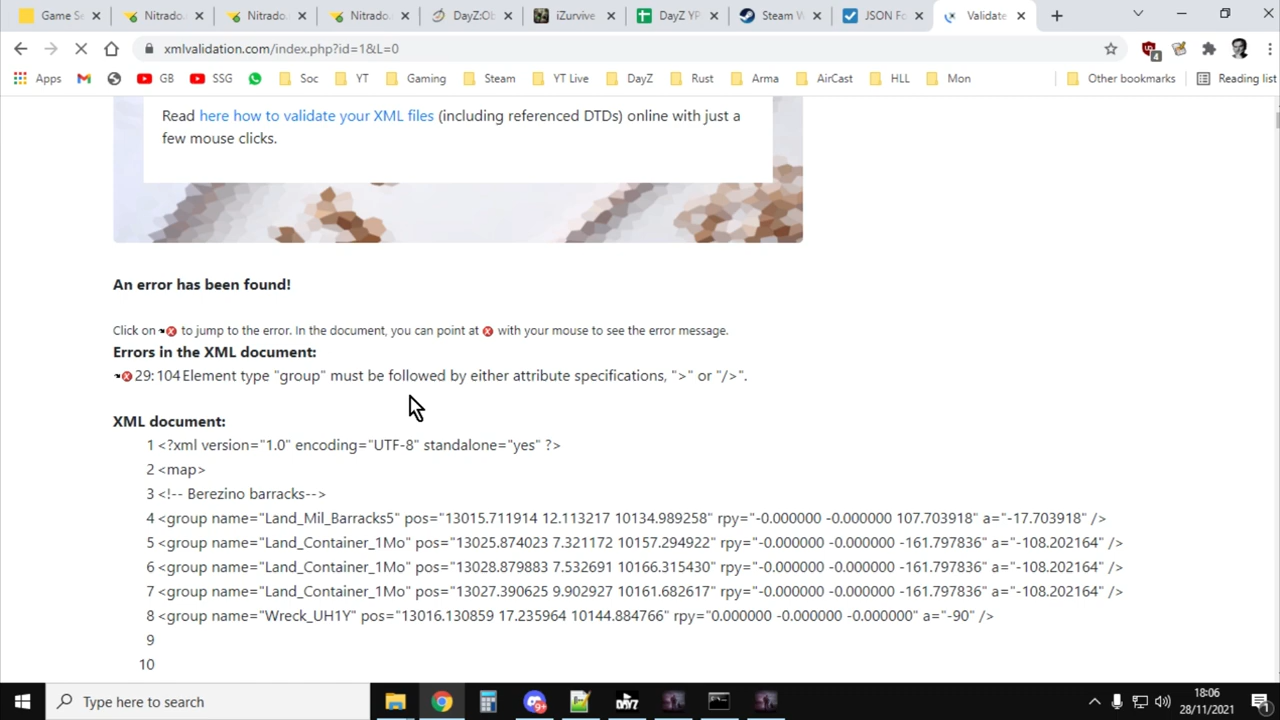 Game Se
Nitrado.
Nitrado.
Nitrado.
DayZ:Ob
iZurvive
DayZ YP
Steam W
JSON Fo
Validate
xmlvalidation.com/index.php?id=1&L=0
4
Apps
GB
SSG
Soc
YT
Gaming
Steam
YT Live
DayZ
Rust
Arma
AirCast
HLL
Mon
Other bookmarks
Reading list
Read here how to validate your XML files (including referenced DTDs) online with just a
few mouse clicks.
An error has been found!
Click on to jump to the error. In the document, you can point at with your mouse to see the error message.
Errors in the XML document:
29: 104 Element type "group" must be followed by either attribute specifications, ">" or "/>".
XML document:
1 <?xml version="1.0" encoding="UTF-8" standalone="yes" ?>
2 <map>
3 <!-- Berezino barracks-->
4 <group name="Land_Mil_Barracks5" pos="13015.711914 12.113217 10134.989258" rpy="-0.000000 -0.000000 107.703918" a="-17.703918" />
5 <group name="Land_Container_1Mo" pos="13025.874023 7.321172 10157.294922" rpy="-0.000000 -0.000000 -161.797836" a="-108.202164" />
6 <group name="Land_Container_1Mo" pos="13028.879883 7.532691 10166.315430" rpy="-0.000000 -0.000000 -161.797836" a="-108.202164" />
7 <group name="Land_Container_1Mo" pos="13027.390625 9.902927 10161.682617" rpy="-0.000000 -0.000000 -161.797836" a="-108.202164" />
8 <group name="Wreck_UH1Y" pos="13016.130859 17.235964 10144.884766" rpy="0.000000 -0.000000 -0.000000" a="-90" />
9
10
Type here to search
DAYZ
18:06
28/11/2021
1